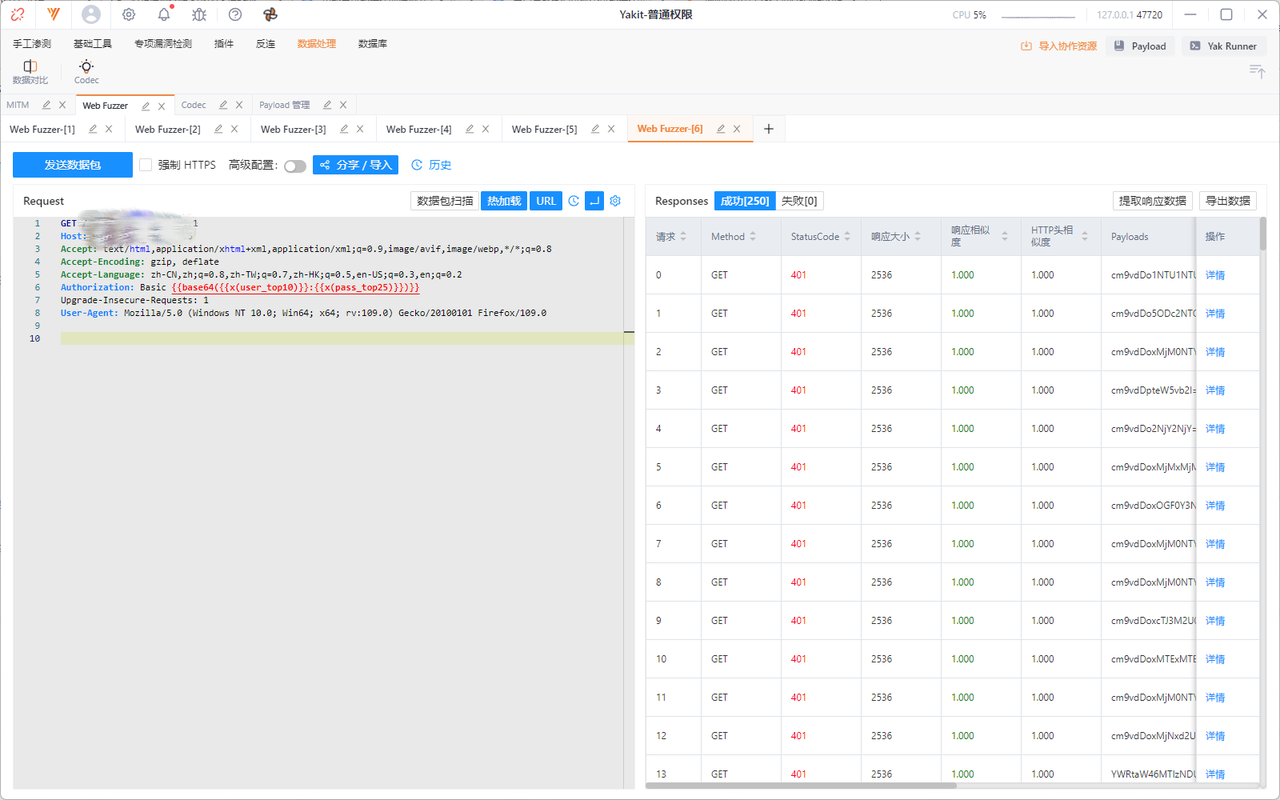 Yakit-普通权限
CPU 5%
127.0.0.1 47720
手工渗测 基础工具 专项漏洞检测 插件 反连 数据处理 数据库
导入协作资源 Payload Yak Runner
数据对比 Codec
MITM Web Fuzzer Codec Payload 管理
Web Fuzzer-[1] Web Fuzzer-[2] Web Fuzzer-[3] Web Fuzzer-[4] Web Fuzzer-[5] Web Fuzzer-[6]
发送数据包 强制 HTTPS 高级配置: 分享 / 导入 历史
Request 数据包扫描 热加载 URL
1 GET 1
2 Host:
3 Accept: text/html,application/xhtml+xml,application/xml;q=0.9,image/avif,image/webp,*/*;q=0.8
4 Accept-Encoding: gzip, deflate
5 Accept-Language: zh-CN,zh;q=0.8,zh-TW;q=0.7,zh-HK;q=0.5,en-US;q=0.3,en;q=0.2
6 Authorization: Basic {{base64({{x(user_top10)}}:{{x(pass_top25)}})}}
7 Upgrade-Insecure-Requests: 1
8 User-Agent: Mozilla/5.0 (Windows NT 10.0; Win64; x64; rv:109.0) Gecko/20100101 Firefox/109.0
9
10
Responses 成功[250] 失败[0] 提取响应数据 导出数据
请求 Method StatusCode 响应大小 响应相似度 HTTP头相似度 Payloads 操作
0 GET 401 2536 1.000 1.000 cm9vdDo1NTU1NTU 详情
1 GET 401 2536 1.000 1.000 cm9vdDo5ODc2NTQ 详情
2 GET 401 2536 1.000 1.000 cm9vdDoxMjM0NTY 详情
3 GET 401 2536 1.000 1.000 cm9vdDpteW5vb2I= 详情
4 GET 401 2536 1.000 1.000 cm9vdDo2NjY2NjY= 详情
5 GET 401 2536 1.000 1.000 cm9vdDoxMjMxMjM 详情
6 GET 401 2536 1.000 1.000 cm9vdDoxOGF0Y3N 详情
7 GET 401 2536 1.000 1.000 cm9vdDoxMjM0NTY 详情
8 GET 401 2536 1.000 1.000 cm9vdDoxMjM0NTY 详情
9 GET 401 2536 1.000 1.000 cm9vdDoxcTJ3M2U0 详情
10 GET 401 2536 1.000 1.000 cm9vdDoxMTExMTE 详情
11 GET 401 2536 1.000 1.000 cm9vdDoxMjM0NTY 详情
12 GET 401 2536 1.000 1.000 cm9vdDoxMjNxd2U 详情
13 GET 401 2536 1.000 1.000 YWRtaW46MTIzNDU 详情